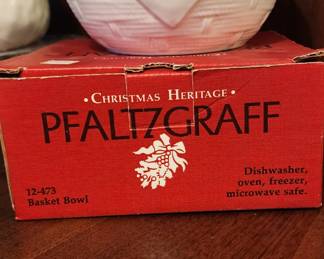 • CHRISTMAS HERITAGE •
PFALTZGRAFF
12-473
Basket Bowl
Dishwasher,
oven, freezer,
microwave safe.